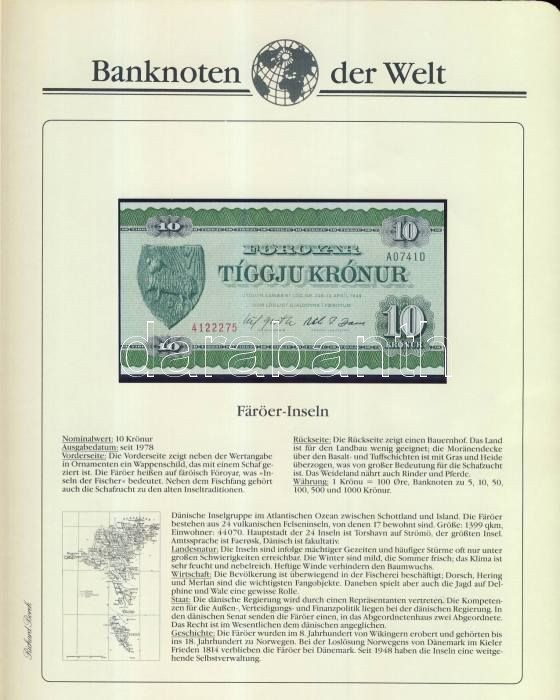 Banknoten der Welt
10
10
FØROYAR
A0741D
TÍGGJU KRÓNUR
4122275
10
10
KRÓNUR
databahn
Färöer-Inseln
Nominalwert: 10 Krónur
Ausgabedatum: seit 1978
Vorderseite: Die Vorderseite zeigt neben der Wertangabe
in Ornamenten ein Wappenschild, das mit einem Schaf ge-
ziert ist. Die Färöer heißen auf färöisch Föroyar, was »In-
seln der Fischer« bedeutet. Neben dem Fischfang gehört
auch die Schafzucht zu den alten Inseltraditionen.
Rückseite: Die Rückseite zeigt einen Bauernhof. Das Land
ist für den Landbau wenig geeignet; die Moränendecke
über den Basalt- und Tuffschichten ist mit Gras und Heide
überzogen, was von großer Bedeutung für die Schafzucht
ist. Das Weideland nährt auch Rinder und Pferde.
Währung: 1 Krónu = 100 Øre, Banknoten zu 5, 10, 50,
100, 500 und 1000 Krónur.
Dänische Inselgruppe im Atlantischen Ozean zwischen Schottland und Island. Die Färöer
bestehen aus 24 vulkanischen Felseninseln, von denen 17 bewohnt sind. Größe: 1399 qkm,
Einwohner: 44070. Hauptstadt der 24 Inseln ist Torshavn auf Strömö, der größten Insel.
Amtssprache ist Faerosk, Dänisch ist fakultativ.
Landesnatur: Die Inseln sind infolge mächtiger Gezeiten und häufiger Stürme oft nur unter
großen Schwierigkeiten erreichbar. Die Winter sind mild, die Sommer frisch; das Klima ist
sehr feucht und nebelreich. Heftige Winde verhindern den Baumwuchs.
Wirtschaft: Die Bevölkerung ist überwiegend in der Fischerei beschäftigt; Dorsch, Hering
und Merlan sind die wichtigsten Fangobjekte. Daneben spielt aber auch die Jagd auf Del-
phine und Wale eine gewisse Rolle.
Staat: Die dänische Regierung wird durch einen Repräsentanten vertreten. Die Kompeten-
zen für die Außen-, Verteidigungs- und Finanzpolitik liegen bei der dänischen Regierung. In
den dänischen Senat senden die Färöer einen, in das Abgeordnetenhaus zwei Abgeordnete.
Das Recht ist im Wesentlichen dem dänischen angeglichen.
Geschichte: Die Färöer wurden im 8. Jahrhundert von Wikingern erobert und gehörten bis
ins 18. Jahrhundert zu Norwegen. Bei der Loslösung Norwegens von Dänemark im Kieler
Frieden 1814 verblieben die Färöer bei Dänemark. Seit 1948 haben die Inseln eine weitge-
hende Selbstverwaltung.
Richard Borek